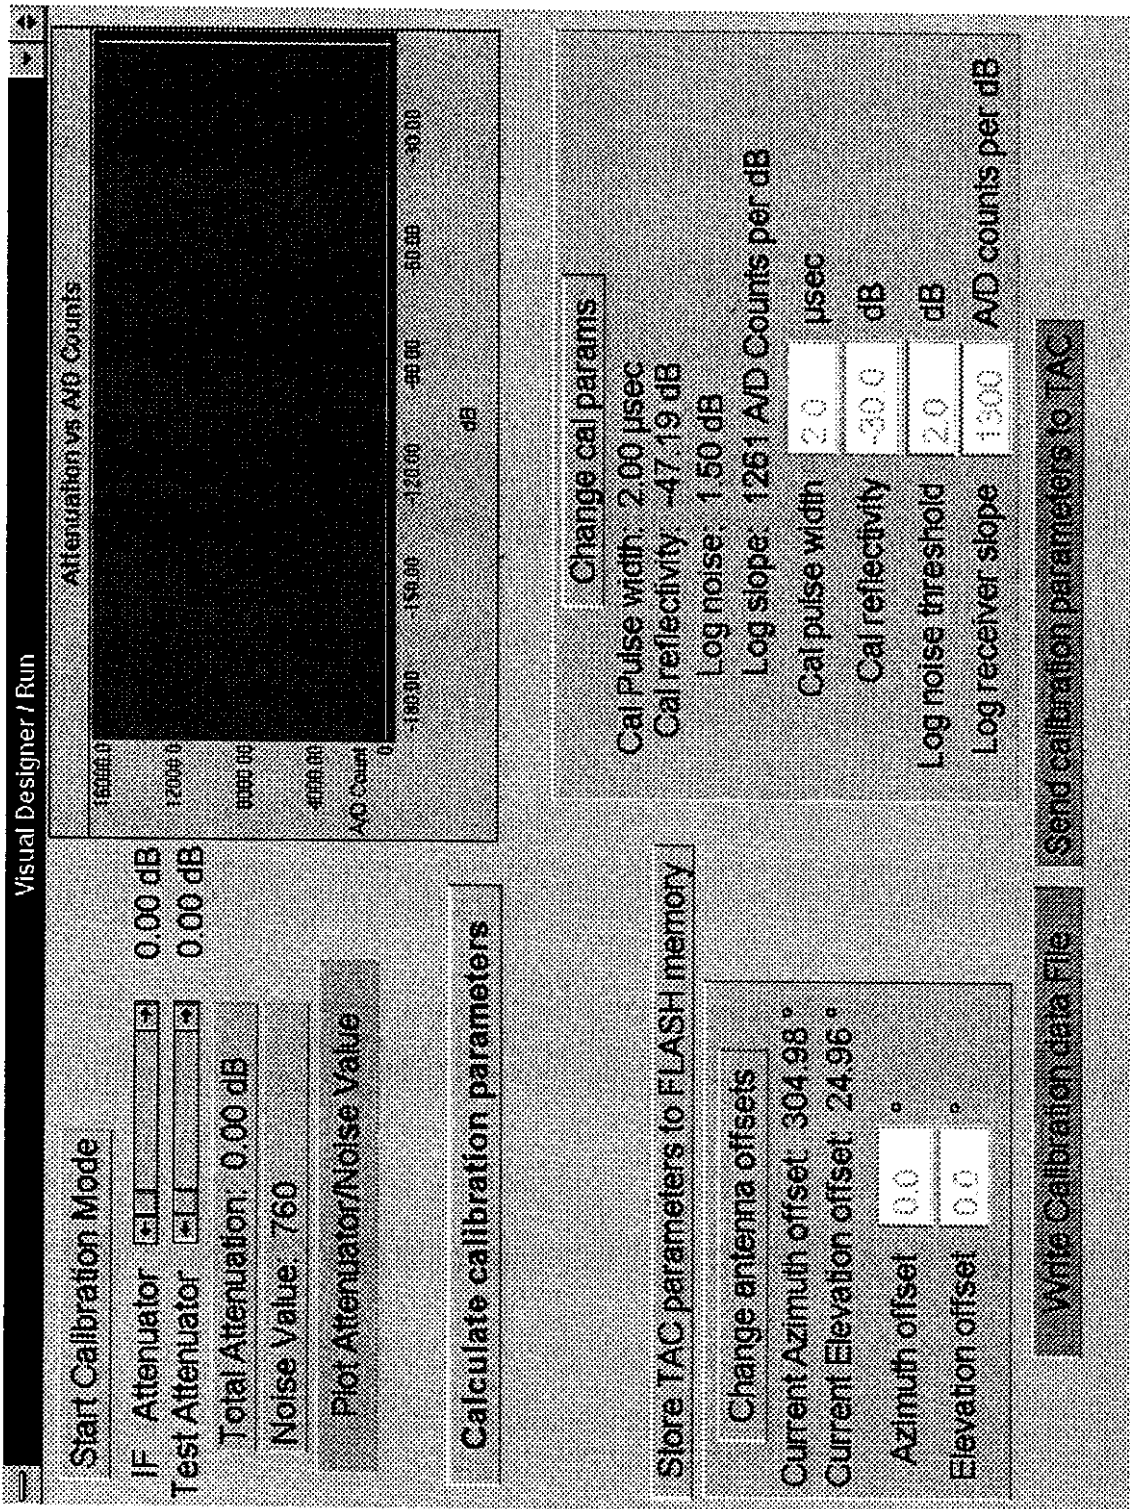 Visual Designer / Run
Start Calibration Mode
IF Attenuator 0.00 dB
Test Attenuator 0.00 dB
Total Attenuation: 0.00 dB
Noise Value: 760
Plot Attenuator/Noise Value
Calculate calibration parameters
Attenuation vs A/D Counts
16000.0
12000.0
8000.00
4000.00
A/D Count
0.
-180.00 -150.00 -120.00 -90.00 -60.00 -30.00
dB
Store TAC parameters to FLASH memory
Change antenna offsets
Current Azimuth offset: 304.98 °
Current Elevation offset: 24.96 °
Azimuth offset 0.0 °
Elevation offset 0.0 °
Change cal params
Cal Pulse width: 2.00 µsec
Cal reflectivity: -47.19 dB
Log noise: 1.50 dB
Log slope: 1261 A/D Counts per dB
Cal pulse width 2.0 µsec
Cal reflectivity -30.0 dB
Log noise threshold 2.0 dB
Log receiver slope 1300 A/D counts per dB
Write Calibration data File
Send calibration parameters to TAC